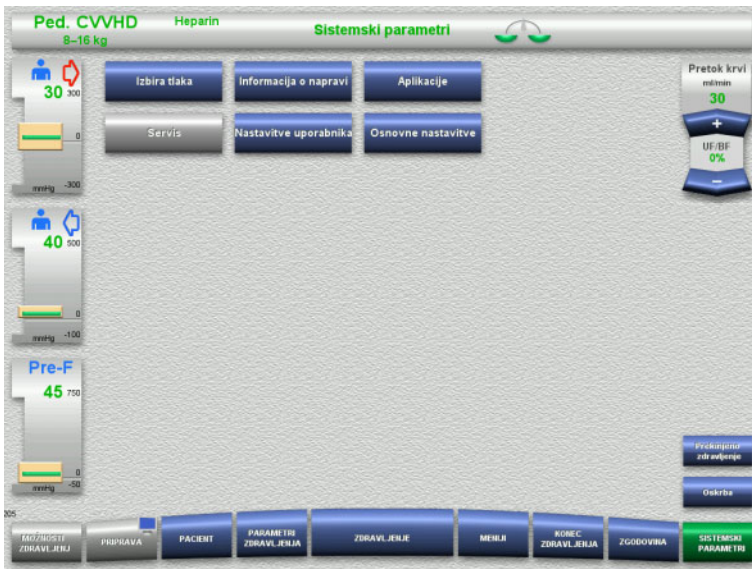 Ped. CVVHD
8–16 kg
Heparin
Sistemski parametri
30
300
0
-300
mmHg
40
500
0
-100
mmHg
Pre-F
45
750
0
-50
mmHg
Izbira tlaka
Informacija o napravi
Aplikacije
Servis
Nastavitve uporabnika
Osnovne nastavitve
Pretok krvi
ml/min
30
+
UF/BF
0%
–
Prekinjeno
zdravljenje
Oskrba
205
MOŽNOSTI
ZDRAVLJENJ
PRIPRAVA
PACIENT
PARAMETRI
ZDRAVLJENJA
ZDRAVLJENJE
MENIJI
KONEC
ZDRAVLJENJA
ZGODOVINA
SISTEMSKI
PARAMETRI